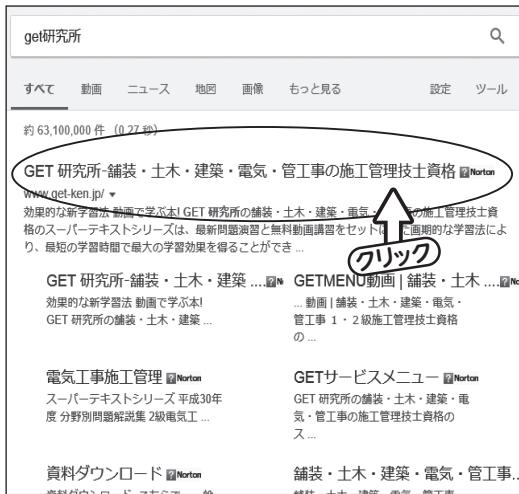 get研究所
すべて 動画 ニュース 地図 画像 もっと見る 設定 ツール
約 63,100,000 件 (0.27 秒)
GET 研究所-舗装・土木・建築・電気・管工事の施工管理技士資格 Norton
www.get-ken.jp/
効果的な新学習法 動画で学ぶ本! GET 研究所の舗装・土木・建築・電気・の施工管理技士資
格のスーパーテキストシリーズは、最新問題演習と無料動画講習をセットた画期的な学習法によ
り、最短の学習時間で最大の学習効果を得ることができ ...
クリック
GET 研究所-舗装・土木・建築 ....
効果的な新学習法 動画で学ぶ本!
GET 研究所の舗装・土木・建築 ...
GETMENU動画 | 舗装・土木 ....
... 動画 | 舗装・土木・建築・電気・
管工事 1・2級施工管理技士資格
の ...
電気工事施工管理 Norton
スーパーテキストシリーズ 平成30年
度 分野別問題解説集 2級電気工 ...
GETサービスメニュー Norton
GET 研究所の舗装・土木・建築・電
気・管工事の施工管理技士資格の
ス ...
資料ダウンロード Norton
舗装・土木・建築・電気・管工事...